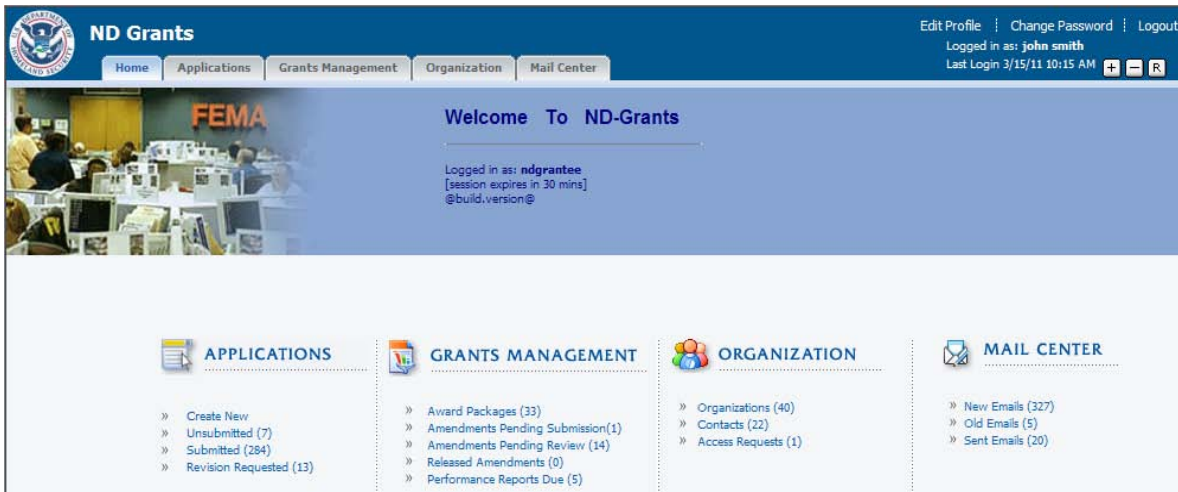 U.S. DEPARTMENT OF HOMELAND SECURITY
ND Grants
Edit Profile Change Password Logout
Logged in as: john smith
Last Login 3/15/11 10:15 AM + − R
Home Applications Grants Management Organization Mail Center
FEMA
Welcome To ND-Grants
Logged in as: ndgrantee
[session expires in 30 mins]
@build.version@
APPLICATIONS
» Create New
» Unsubmitted (7)
» Submitted (284)
» Revision Requested (13)
GRANTS MANAGEMENT
» Award Packages (33)
» Amendments Pending Submission(1)
» Amendments Pending Review (14)
» Released Amendments (0)
» Performance Reports Due (5)
ORGANIZATION
» Organizations (40)
» Contacts (22)
» Access Requests (1)
MAIL CENTER
» New Emails (327)
» Old Emails (5)
» Sent Emails (20)